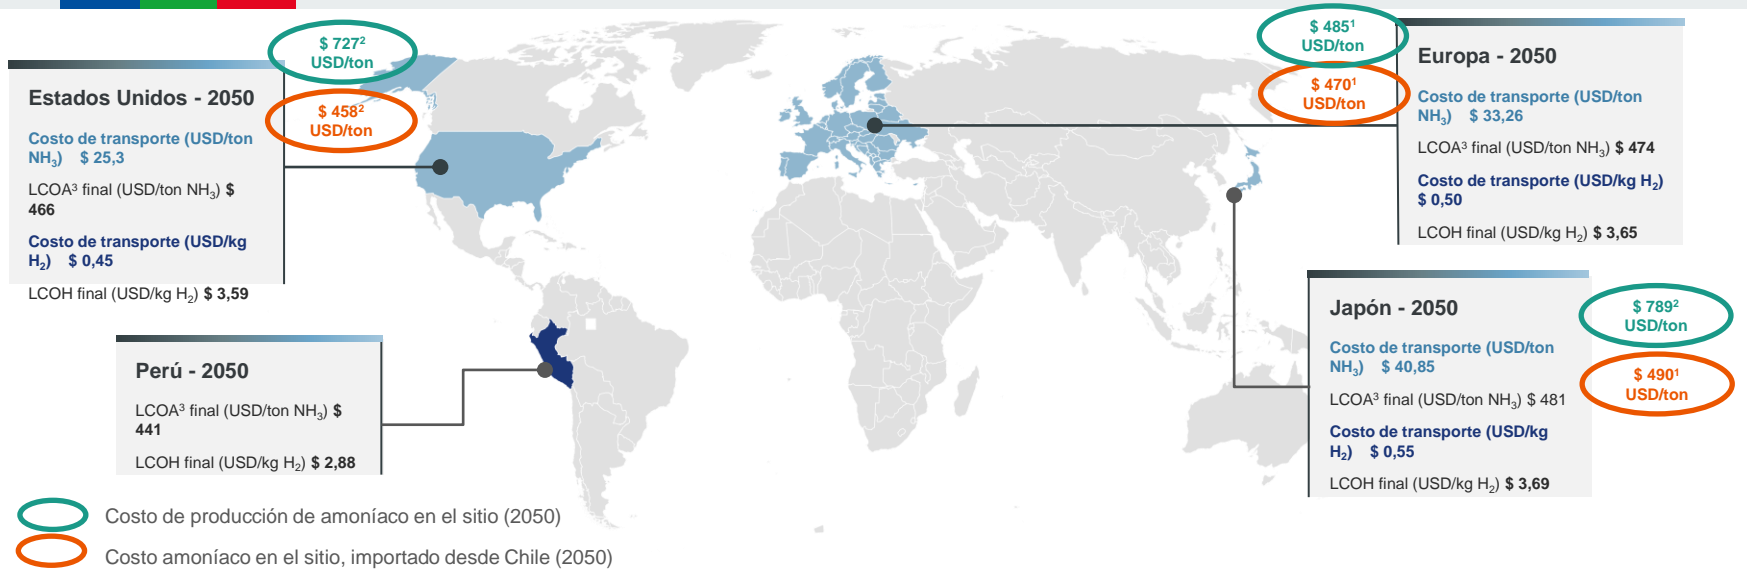 $ 727²
USD/ton
$ 458²
USD/ton
Estados Unidos - 2050
Costo de transporte (USD/ton
NH₃) $ 25,3
LCOA³ final (USD/ton NH₃) $
466
Costo de transporte (USD/kg
H₂) $ 0,45
LCOH final (USD/kg H₂) $ 3,59
Perú - 2050
LCOA³ final (USD/ton NH₃) $
441
LCOH final (USD/kg H₂) $ 2,88
$ 485¹
USD/ton
$ 470¹
USD/ton
Europa - 2050
Costo de transporte (USD/ton
NH₃) $ 33,26
LCOA³ final (USD/ton NH₃) $ 474
Costo de transporte (USD/kg H₂)
$ 0,50
LCOH final (USD/kg H₂) $ 3,65
Japón - 2050
Costo de transporte (USD/ton
NH₃) $ 40,85
LCOA³ final (USD/ton NH₃) $ 481
Costo de transporte (USD/kg
H₂) $ 0,55
LCOH final (USD/kg H₂) $ 3,69
$ 789²
USD/ton
$ 490¹
USD/ton
Costo de producción de amoníaco en el sitio (2050)
Costo amoníaco en el sitio, importado desde Chile (2050)